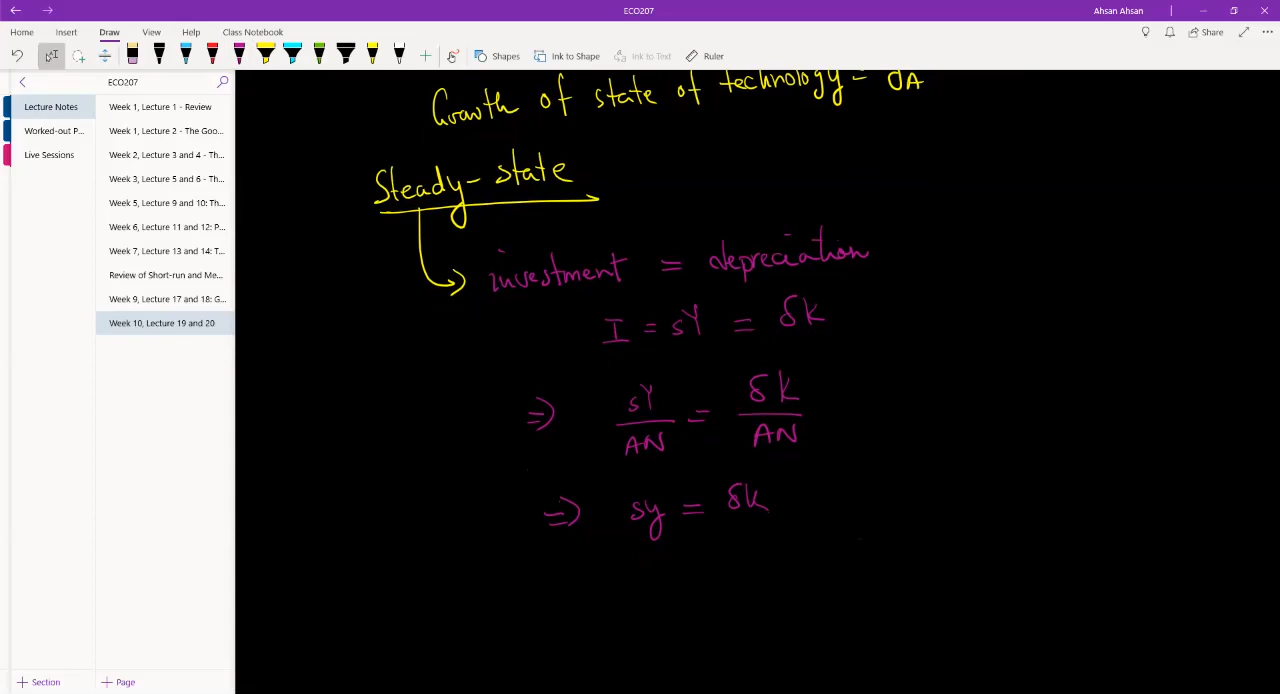 ECO207
Ahsan Ahsan
Home Insert Draw View Help Class Notebook
Share
Shapes Ink to Shape Ink to Text Ruler
ECO207
Lecture Notes
Worked-out P...
Live Sessions
Week 1, Lecture 1 - Review
Week 1, Lecture 2 - The Goo...
Week 2, Lecture 3 and 4 - Th...
Week 3, Lecture 5 and 6 - Th...
Week 5, Lecture 9 and 10: Th...
Week 6, Lecture 11 and 12: P...
Week 7, Lecture 13 and 14: T...
Review of Short-run and Me...
Week 9, Lecture 17 and 18: G...
Week 10, Lecture 19 and 20
+ Section
+ Page
Growth of state of technology = gA
Steady-state
investment = depreciation
I = sY = δK
⇒ sY/AN = δK/AN
⇒ sy = δk